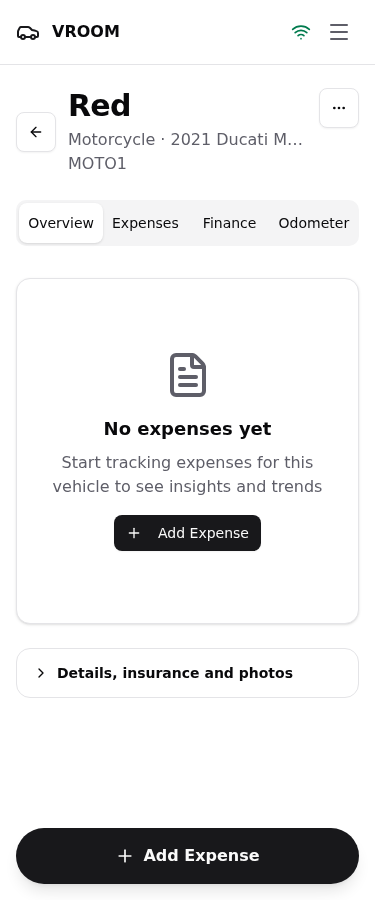 VROOM
Red
Motorcycle · 2021 Ducati M...
MOTO1
Overview
Expenses
Finance
Odometer
No expenses yet
Start tracking expenses for this
vehicle to see insights and trends
Add Expense
Details, insurance and photos
Add Expense